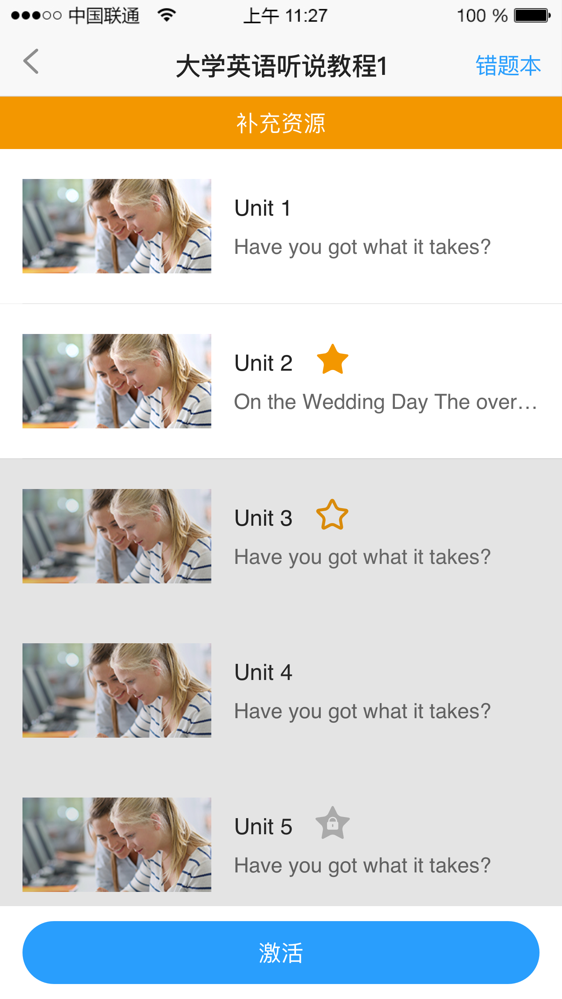 中国联通 上午 11:27 100 %
大学英语听说教程1 错题本
补充资源
Unit 1
Have you got what it takes?
Unit 2
On the Wedding Day The over...
Unit 3
Have you got what it takes?
Unit 4
Have you got what it takes?
Unit 5
Have you got what it takes?
激活